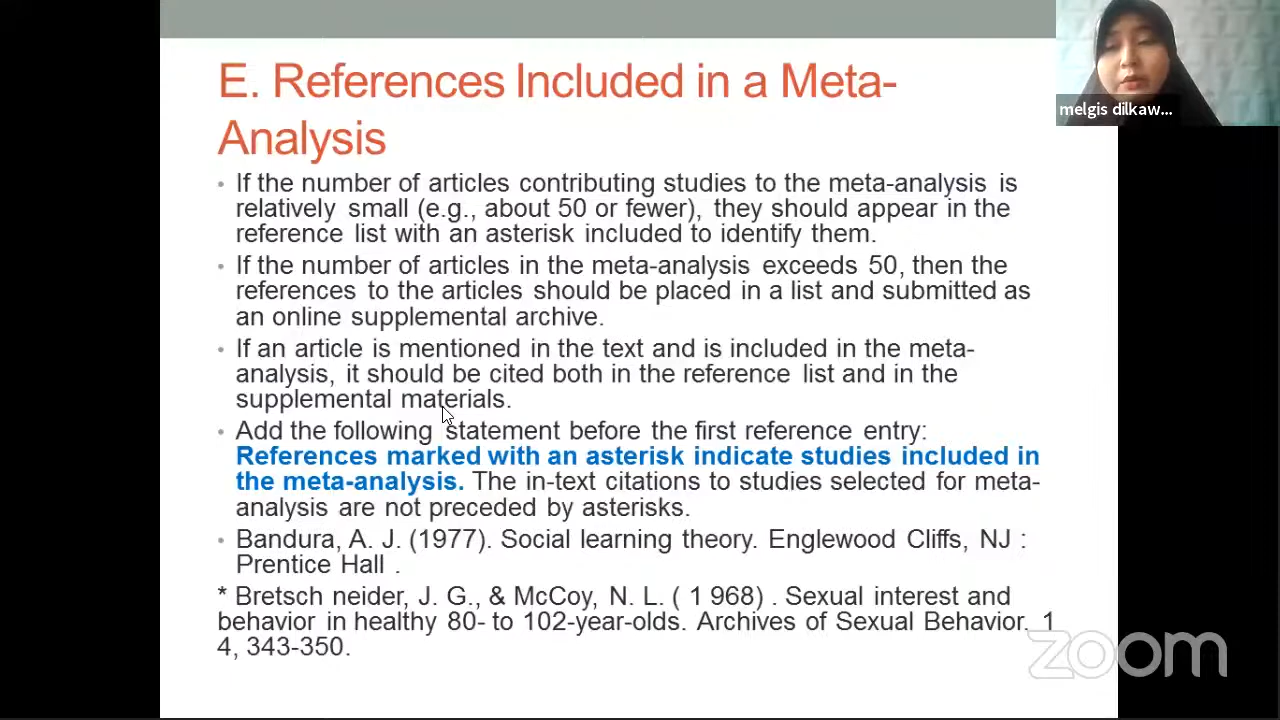 E. References Included in a Meta-
Analysis
melgis dilkaw...
• If the number of articles contributing studies to the meta-analysis is
relatively small (e.g., about 50 or fewer), they should appear in the
reference list with an asterisk included to identify them.
• If the number of articles in the meta-analysis exceeds 50, then the
references to the articles should be placed in a list and submitted as
an online supplemental archive.
• If an article is mentioned in the text and is included in the meta-
analysis, it should be cited both in the reference list and in the
supplemental materials.
• Add the following statement before the first reference entry:
References marked with an asterisk indicate studies included in
the meta-analysis. The in-text citations to studies selected for meta-
analysis are not preceded by asterisks.
• Bandura, A. J. (1977). Social learning theory. Englewood Cliffs, NJ :
Prentice Hall .
* Bretsch neider, J. G., & McCoy, N. L. ( 1 968) . Sexual interest and
behavior in healthy 80- to 102-year-olds. Archives of Sexual Behavior. 1
4, 343-350.
zoom